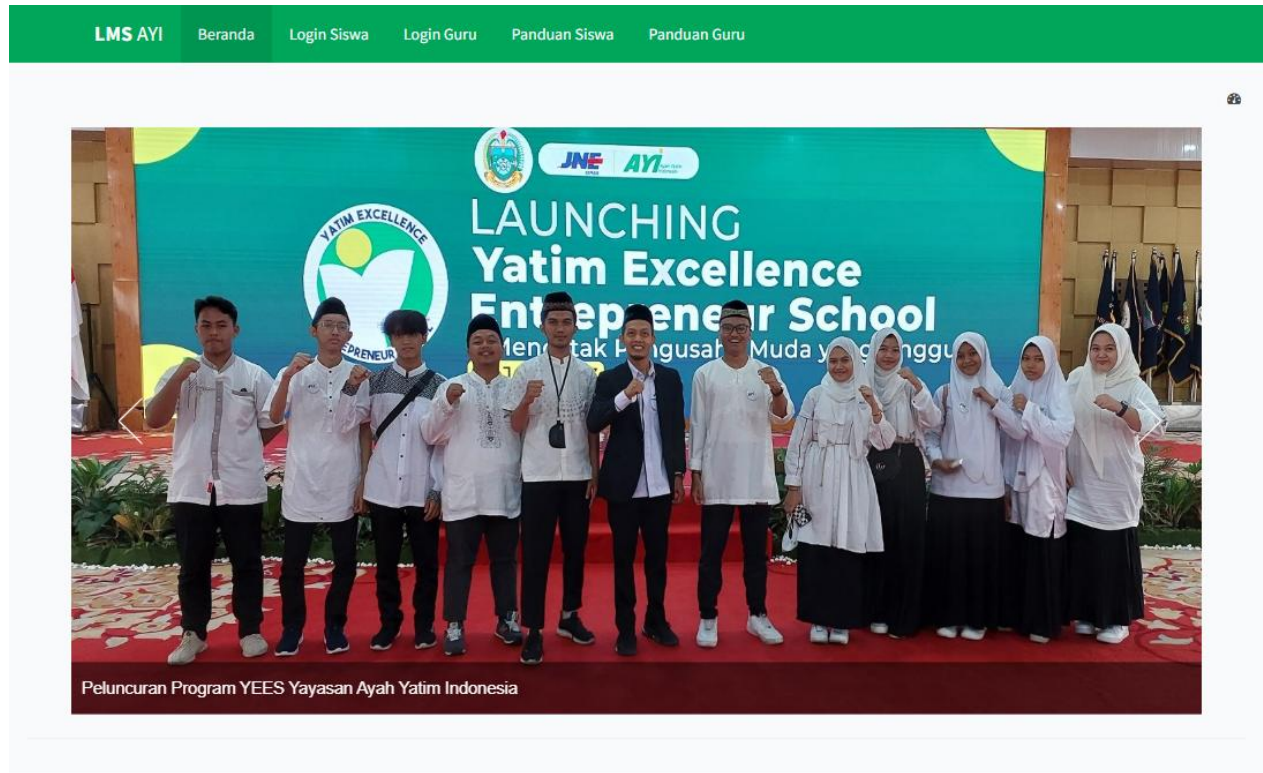 LMS AYI Beranda Login Siswa Login Guru Panduan Siswa Panduan Guru
JNE AYI
YATIM EXCELLENCE
LAUNCHING
Yatim Excellence
School
Muda
Peluncuran Program YEES Yayasan Ayah Yatim Indonesia